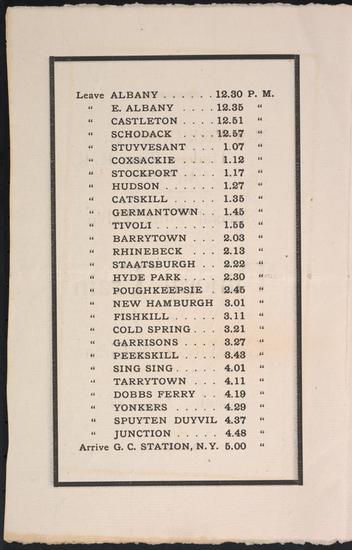 Leave ALBANY . . . . . . 12.30 P. M.
“ E. ALBANY . . . . 12.35 “
“ CASTLETON . . . . 12.51 “
“ SCHODACK . . . . 12.57 “
“ STUYVESANT . . . 1.07 “
“ COXSACKIE . . . . 1.12 “
“ STOCKPORT . . . . 1.17 “
“ HUDSON . . . . . . 1.27 “
“ CATSKILL . . . . . 1.35 “
“ GERMANTOWN . . 1.45 “
“ TIVOLI . . . . . . . 1.55 “
“ BARRYTOWN . . . 2.03 “
“ RHINEBECK . . . 2.13 “
“ STAATSBURGH . . 2.22 “
“ HYDE PARK . . . . 2.30 “
“ POUGHKEEPSIE . 2.45 “
“ NEW HAMBURGH 3.01 “
“ FISHKILL . . . . . 3.11 “
“ COLD SPRING . . . 3.21 “
“ GARRISONS . . . . 3.27 “
“ PEEKSKILL . . . . 3.43 “
“ SING SING . . . . . 4.01 “
“ TARRYTOWN . . . 4.11 “
“ DOBBS FERRY . . 4.19 “
“ YONKERS . . . . . 4.29 “
“ SPUYTEN DUYVIL 4.37 “
“ JUNCTION . . . . . 4.48 “
Arrive G. C. STATION, N. Y. 5.00 “